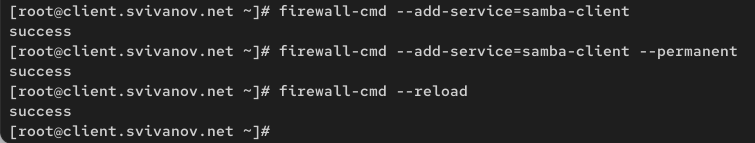 [root@client.svivanov.net ~]# firewall-cmd --add-service=samba-client
success
[root@client.svivanov.net ~]# firewall-cmd --add-service=samba-client --permanent
success
[root@client.svivanov.net ~]# firewall-cmd --reload
success
[root@client.svivanov.net ~]#